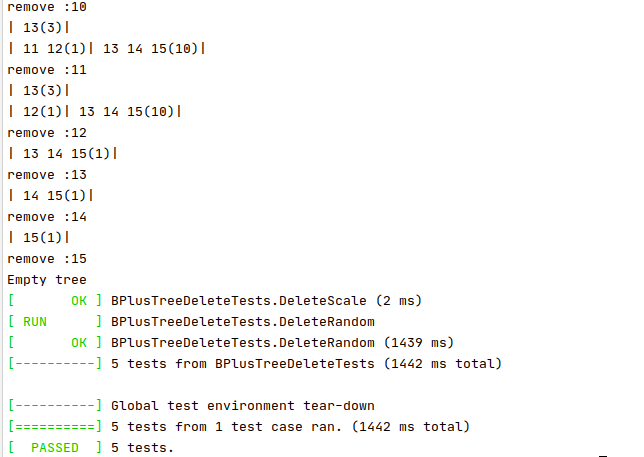 remove :10
| 13(3)|
| 11 12(1)| 13 14 15(10)|
remove :11
| 13(3)|
| 12(1)| 13 14 15(10)|
remove :12
| 13 14 15(1)|
remove :13
| 14 15(1)|
remove :14
| 15(1)|
remove :15
Empty tree
[       OK ] BPlusTreeDeleteTests.DeleteScale (2 ms)
[ RUN      ] BPlusTreeDeleteTests.DeleteRandom
[       OK ] BPlusTreeDeleteTests.DeleteRandom (1439 ms)
[----------] 5 tests from BPlusTreeDeleteTests (1442 ms total)
[----------] Global test environment tear-down
[==========] 5 tests from 1 test case ran. (1442 ms total)
[  PASSED  ] 5 tests.